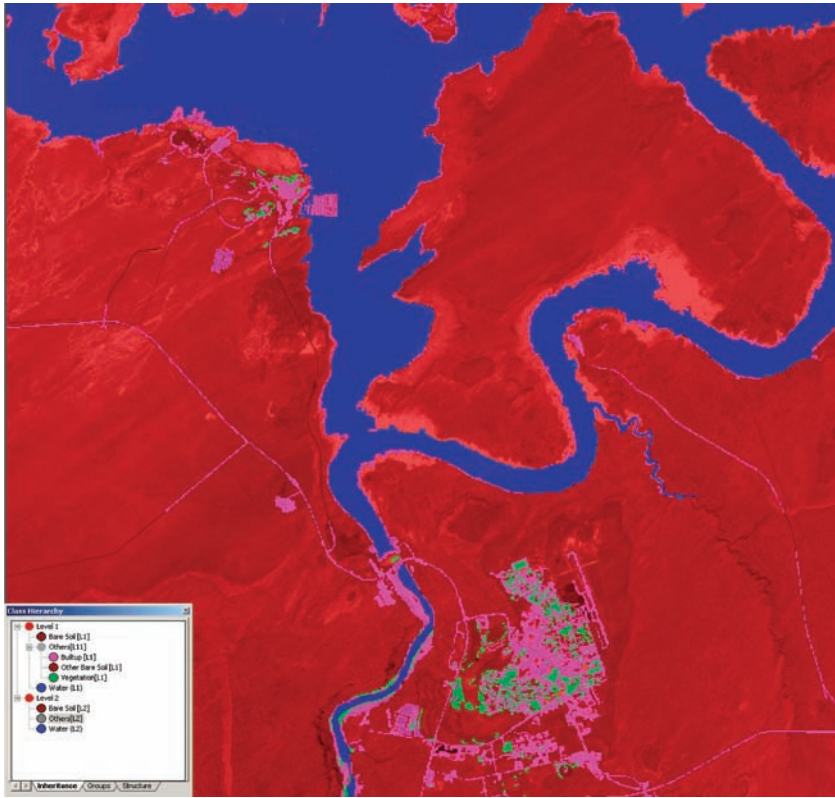 Class Hierarchy
Level 1
Bare Soil [L1]
Others[L11]
Builtup [L1]
Other Bare Soil [L1]
Vegetation[L1]
Water (L1)
Level 2
Bare Soil [L2]
Others[L2]
Water (L2)
Inheritance Groups Structure